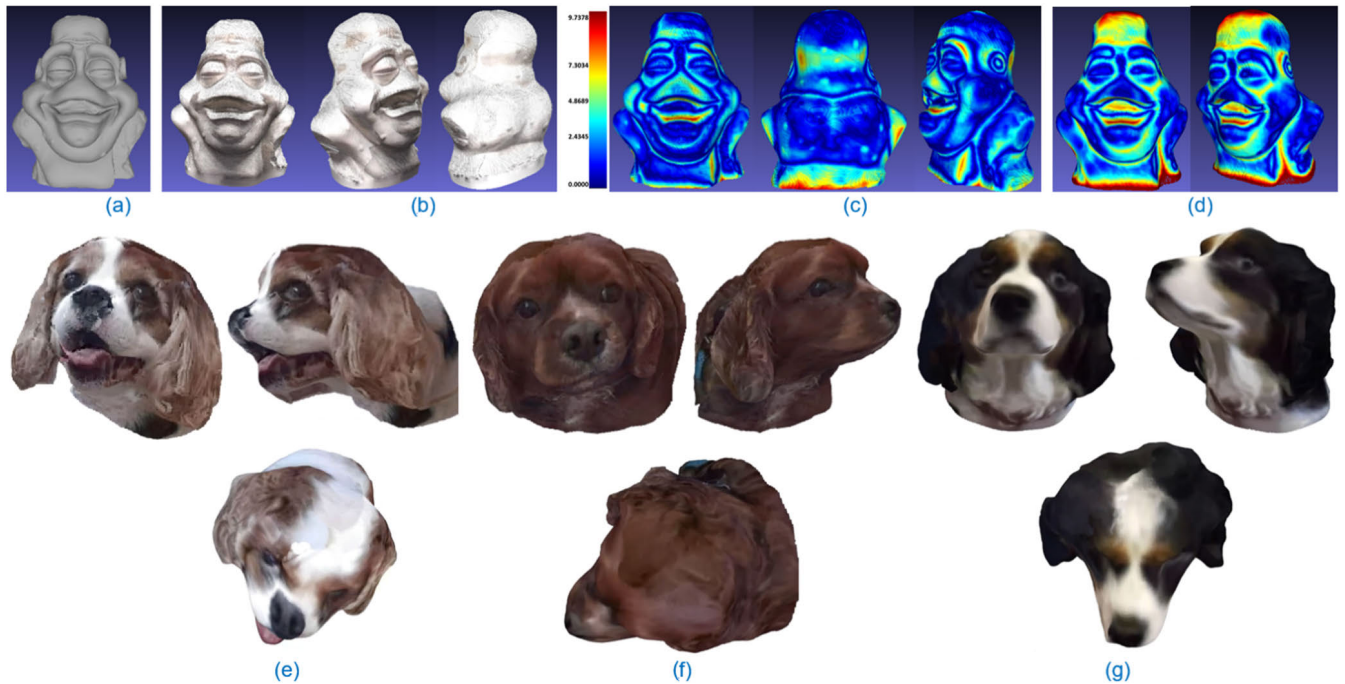 9.7378
7.3034
4.8689
2.4345
0.0000
(a)
(b)
(c)
(d)
(e)
(f)
(g)